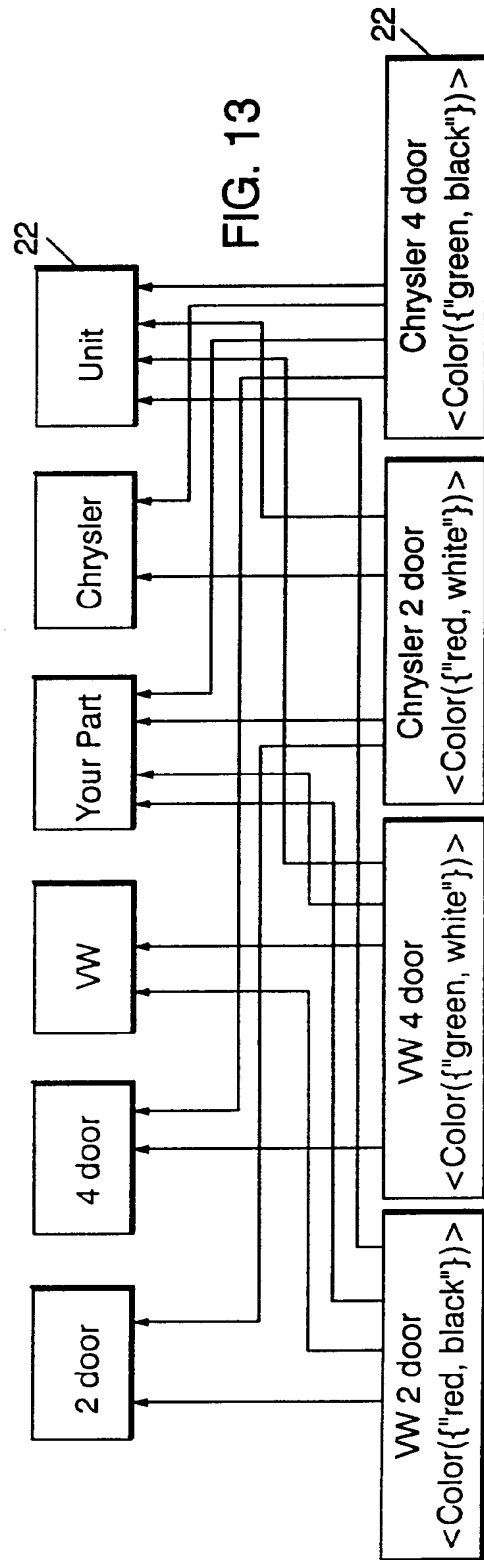 FIG. 13
22
2 door
4 door
VW
Your Part
Chrysler
Unit
VW 2 door
<Color({"red, black"})>
VW 4 door
<Color({"green, white"})>
Chrysler 2 door
<Color({"red, white"})>
Chrysler 4 door
<Color({"green, black"})>
22